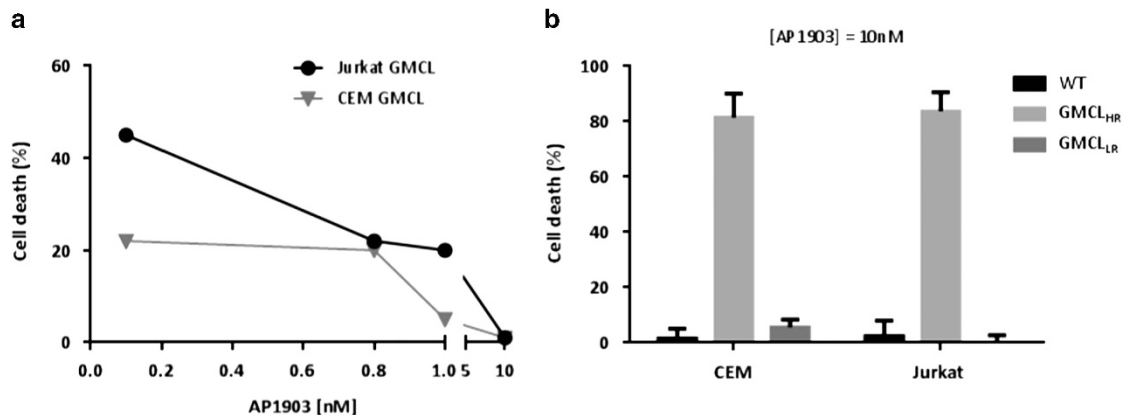 a
60
40
20
0
Cell death (%)
Jurkat GMCL
CEM GMCL
0.0 0.2 0.4 0.6 0.8 1.0 5 10
AP1903 [nM]
b
[AP1903] = 10nM
100
80
60
40
20
0
Cell death (%)
WT
GMCLHR
GMCLLR
CEM Jurkat